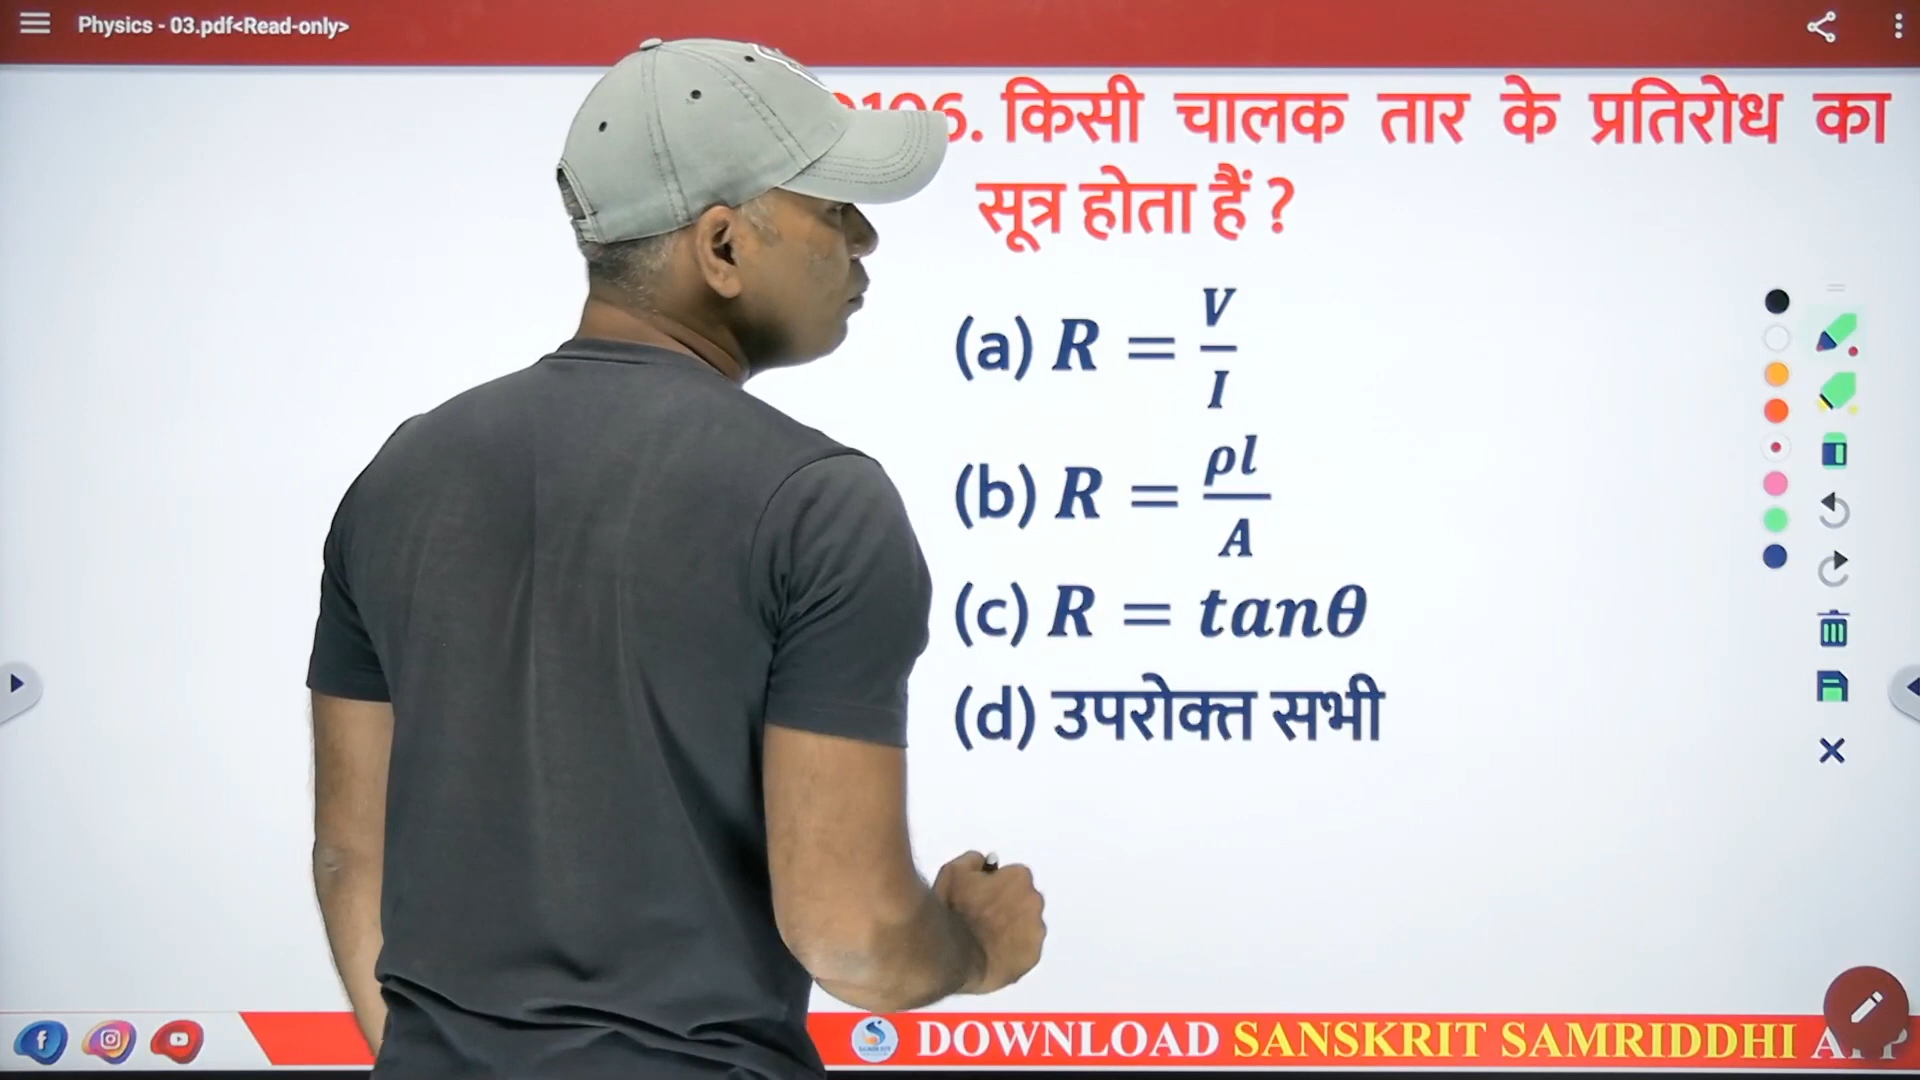 Physics - 03.pdf<Read-only>
किसी चालक तार के प्रतिरोध का
सूत्र होता हैं ?
(a) R = V/I
(b) R = ρl/A
(c) R = tanθ
(d) उपरोक्त सभी
DOWNLOAD SANSKRIT SAMRIDDHI